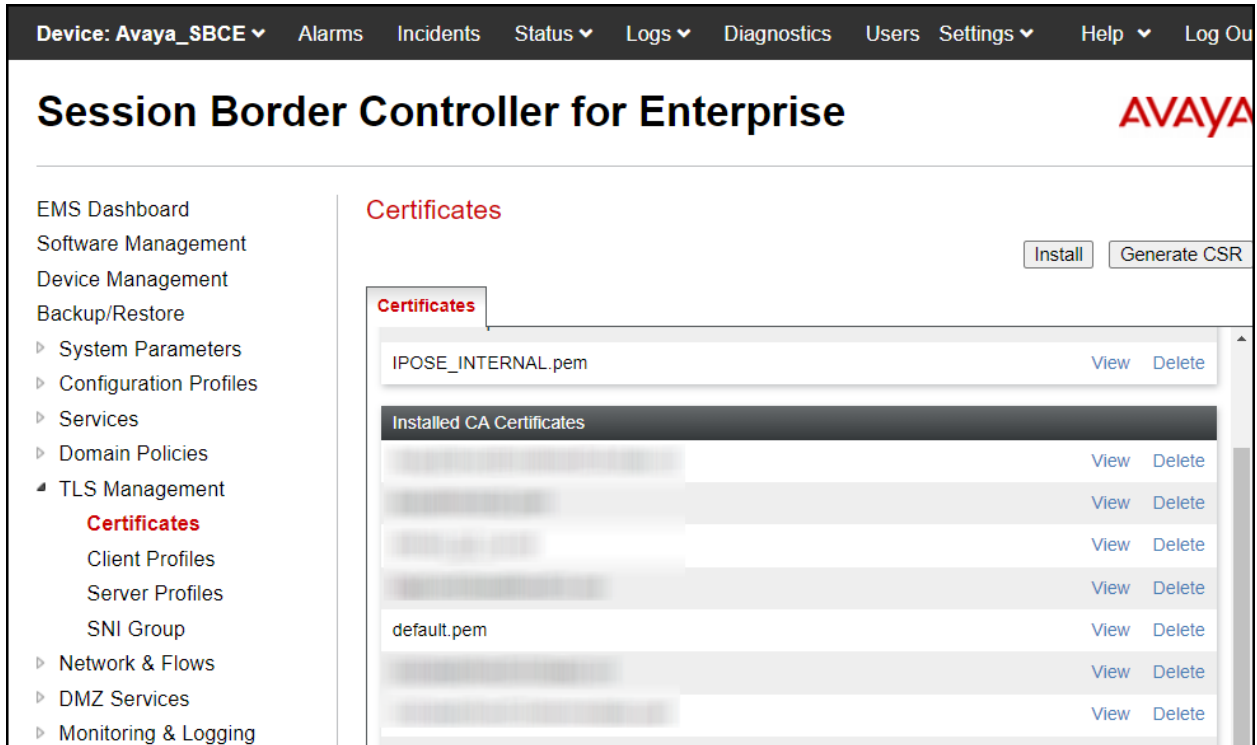 Device: Avaya_SBCE Alarms Incidents Status Logs Diagnostics Users Settings Help Log Ou
Session Border Controller for Enterprise
AVAYA
EMS Dashboard
Software Management
Device Management
Backup/Restore
System Parameters
Configuration Profiles
Services
Domain Policies
TLS Management
Certificates
Client Profiles
Server Profiles
SNI Group
Network & Flows
DMZ Services
Monitoring & Logging
Certificates
Install Generate CSR
Certificates
IPOSE_INTERNAL.pem View Delete
Installed CA Certificates
View Delete
View Delete
View Delete
View Delete
default.pem View Delete
View Delete
View Delete